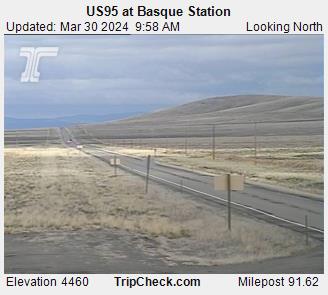 US95 at Basque Station
Updated: Mar 30 2024 9:58 AM Looking North
Elevation 4460 TripCheck.com Milepost 91.62